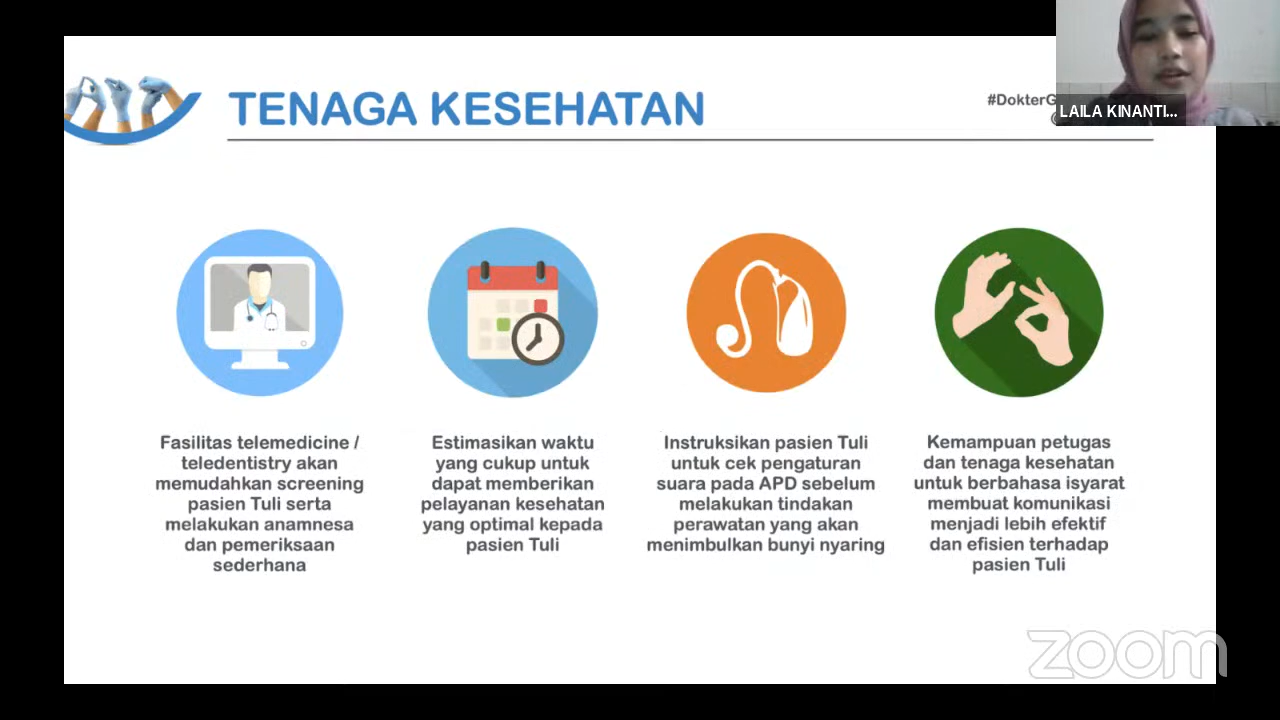 TENAGA KESEHATAN
#DokterG
LAILA KINANTI...
Fasilitas telemedicine /
teledentistry akan
memudahkan screening
pasien Tuli serta
melakukan anamnesa
dan pemeriksaan
sederhana
Estimasikan waktu
yang cukup untuk
dapat memberikan
pelayanan kesehatan
yang optimal kepada
pasien Tuli
Instruksikan pasien Tuli
untuk cek pengaturan
suara pada APD sebelum
melakukan tindakan
perawatan yang akan
menimbulkan bunyi nyaring
Kemampuan petugas
dan tenaga kesehatan
untuk berbahasa isyarat
membuat komunikasi
menjadi lebih efektif
dan efisien terhadap
pasien Tuli
zoom